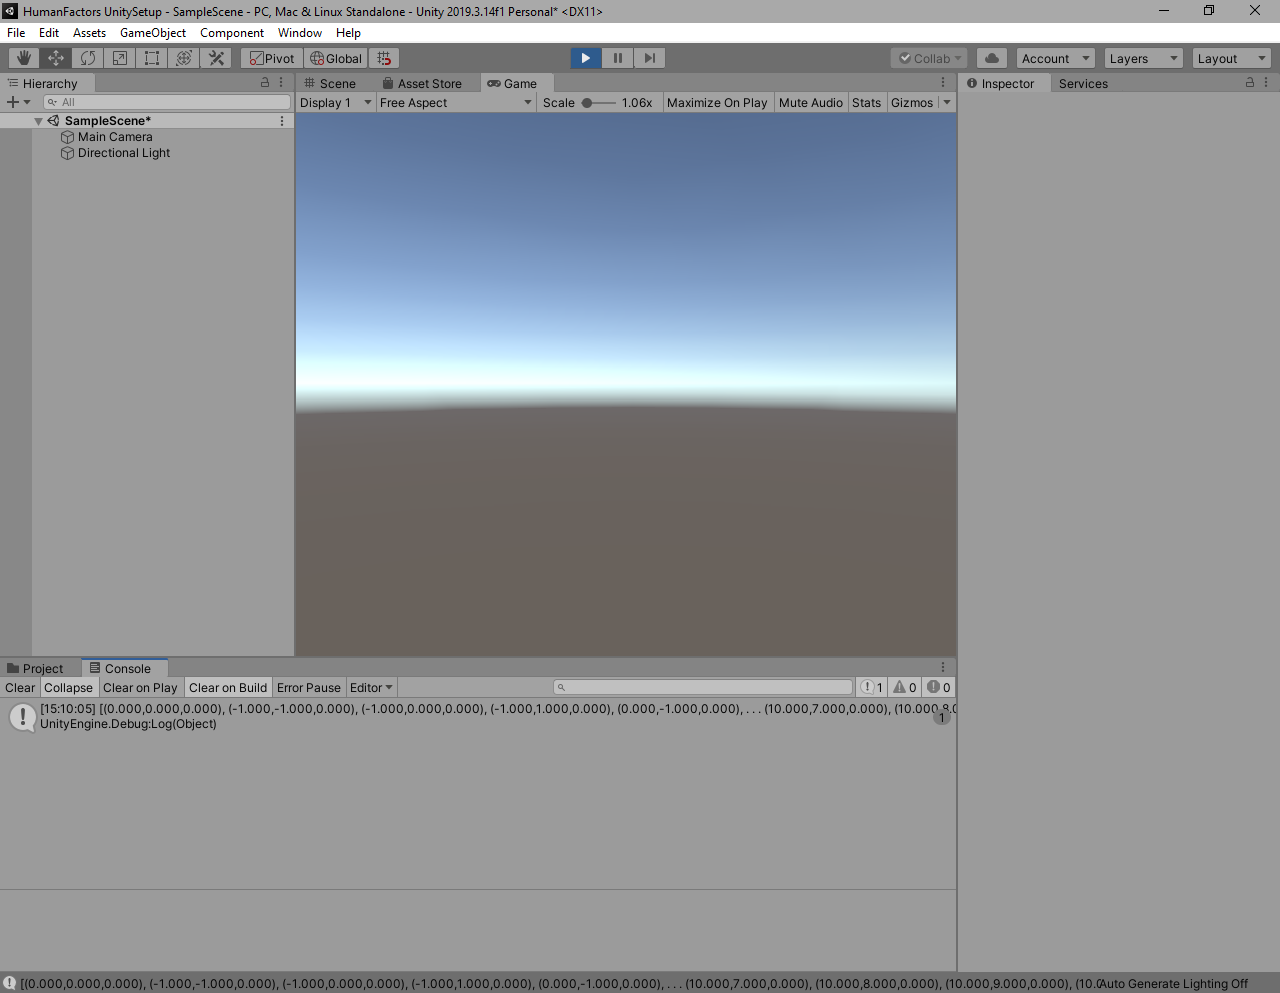 HumanFactors UnitySetup - SampleScene - PC, Mac & Linux Standalone - Unity 2019.3.14f1 Personal* <DX11>
File Edit Assets GameObject Component Window Help
Pivot Global Collab Account Layers Layout
Hierarchy Scene Asset Store Game Inspector Services
All Display 1 Free Aspect Scale 1.06x Maximize On Play Mute Audio Stats Gizmos
SampleScene*
Main Camera
Directional Light
Project Console
Clear Collapse Clear on Play Clear on Build Error Pause Editor 1 0 0
[15:10:05] [(0.000,0.000,0.000), (-1.000,-1.000,0.000), (-1.000,0.000,0.000), (-1.000,1.000,0.000), (0.000,-1.000,0.000), . . . (10.000,7.000,0.000), (10.000,8.0
UnityEngine.Debug:Log(Object) 1
[(0.000,0.000,0.000), (-1.000,-1.000,0.000), (-1.000,0.000,0.000), (-1.000,1.000,0.000), (0.000,-1.000,0.000), . . . (10.000,7.000,0.000), (10.000,8.000,0.000), (10.000,9.000,0.000), (10.0 Auto Generate Lighting Off